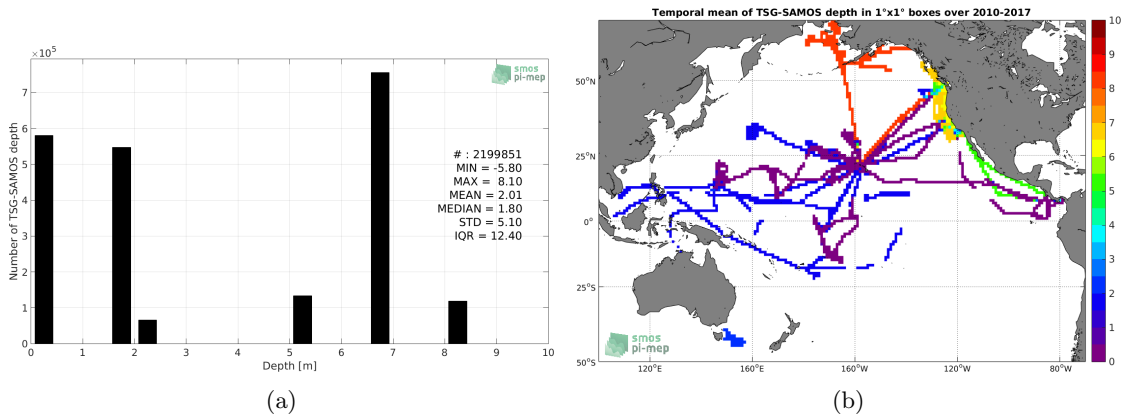 ×10⁵
smos
pi-mep
7
6
5
4
3
2
1
0
Number of TSG-SAMOS depth
# : 2199851
MIN = -5.80
MAX = 8.10
MEAN = 2.01
MEDIAN = 1.80
STD = 5.10
IQR = 12.40
0 1 2 3 4 5 6 7 8 9 10
Depth [m]
(a)
Temporal mean of TSG-SAMOS depth in 1°x1° boxes over 2010-2017
50°N
25°N
0°
25°S
50°S
120°E
160°E
160°W
120°W
80°W
smos
pi-mep
10
9
8
7
6
5
4
3
2
1
0
(b)